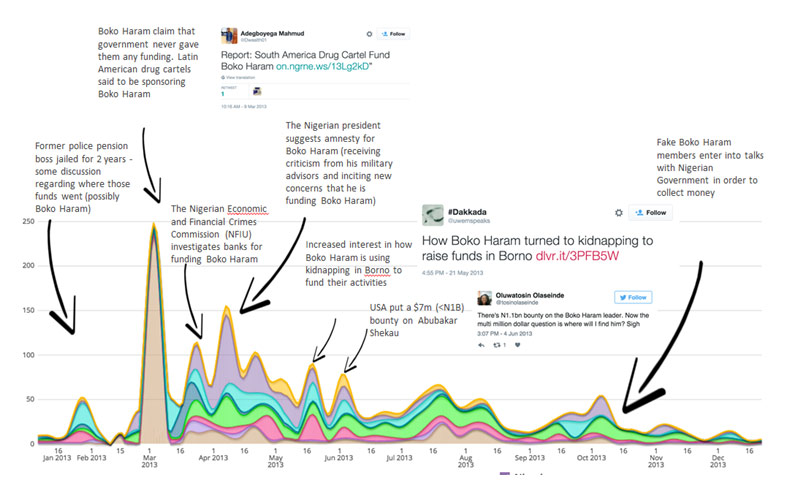 Boko Haram claim that
government never gave
them any funding. Latin
American drug cartels
said to be sponsoring
Boko Haram
Adegboyega Mahmud
Follow
Report: South America Drug Cartel Fund
Boko Haram on.ngrne.ws/13Lg2kD"
View translation
RETWEET
1
10:16 AM - 9 Mar 2013
Former police pension
boss jailed for 2 years -
some discussion
regarding where those
funds went (possibly
Boko Haram)
The Nigerian Economic
and Financial Crimes
Commission (NFIU)
investigates banks for
funding Boko Haram
The Nigerian president
suggests amnesty for
Boko Haram (receiving
criticism from his military
advisors and inciting new
concerns that he is
funding Boko Haram)
Increased interest in how
Boko Haram is using
kidnapping in Borno to
fund their activities
USA put a $7m (<N1B)
bounty on Abubakar
Shekau
Fake Boko Haram
members enter into talks
with Nigerian
Government in order to
collect money
#Dakkada
@uwemspeaks
Follow
How Boko Haram turned to kidnapping to
raise funds in Borno dlvr.it/3PFB5W
4:55 PM - 21 May 2013
Oluwatosin Olaseinde
@tosinolaseinde
Follow
There's N1.1bn bounty on the Boko Haram leader. Now the
multi million dollar question is where will I find him? Sigh
3:07 PM - 4 Jun 2013
1
250
200
150
100
50
0
16 1 15 1 16 1 16 1 16 1 16 1 16 1 16 1 16 1 16 1 16 1 16
Jan 2013 Feb 2013 Mar 2013 Apr 2013 May 2013 Jun 2013 Jul 2013 Aug 2013 Sep 2013 Oct 2013 Nov 2013 Dec 2013